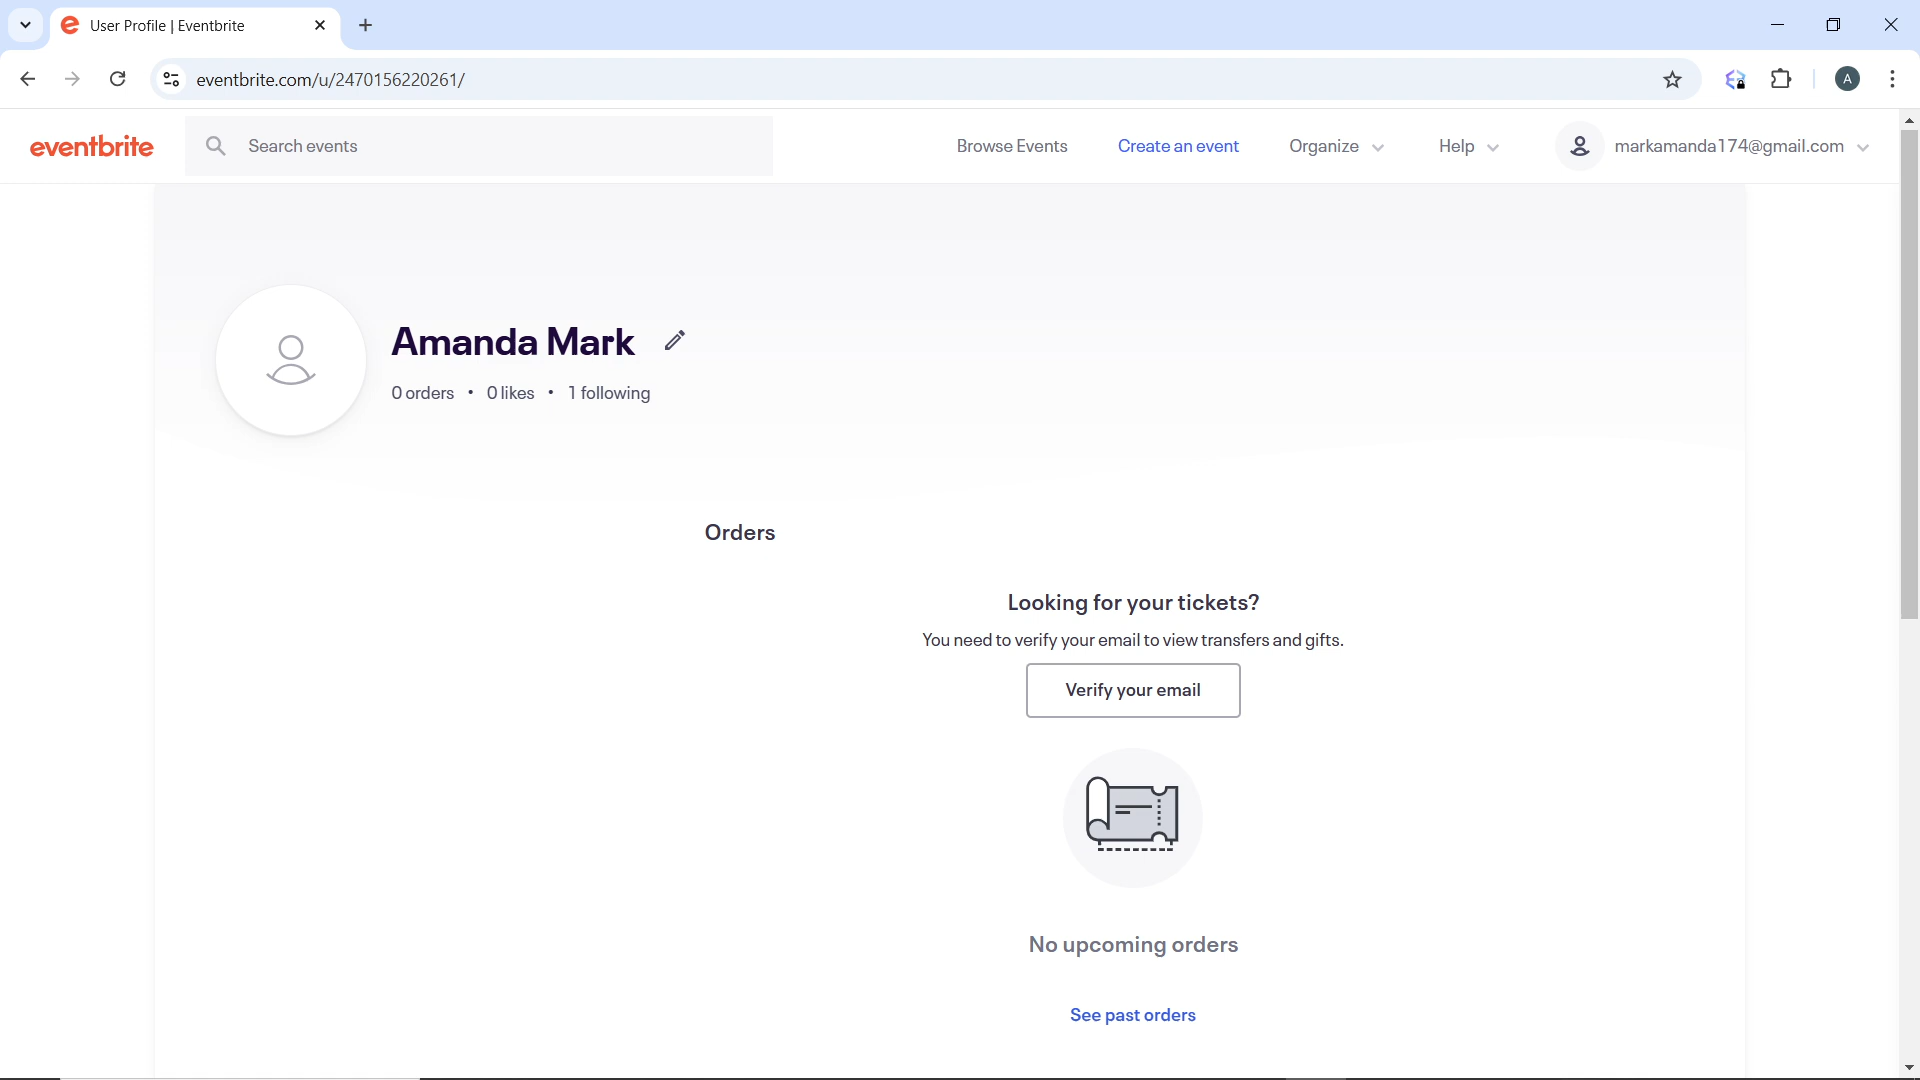 User Profile | Eventbrite
eventbrite.com/u/2470156220261/
A
eventbrite
Search events
Browse Events
Create an event
Organize
Help
markamanda174@gmail.com
Amanda Mark
0 orders • 0 likes • 1 following
Orders
Looking for your tickets?
You need to verify your email to view transfers and gifts.
Verify your email
No upcoming orders
See past orders